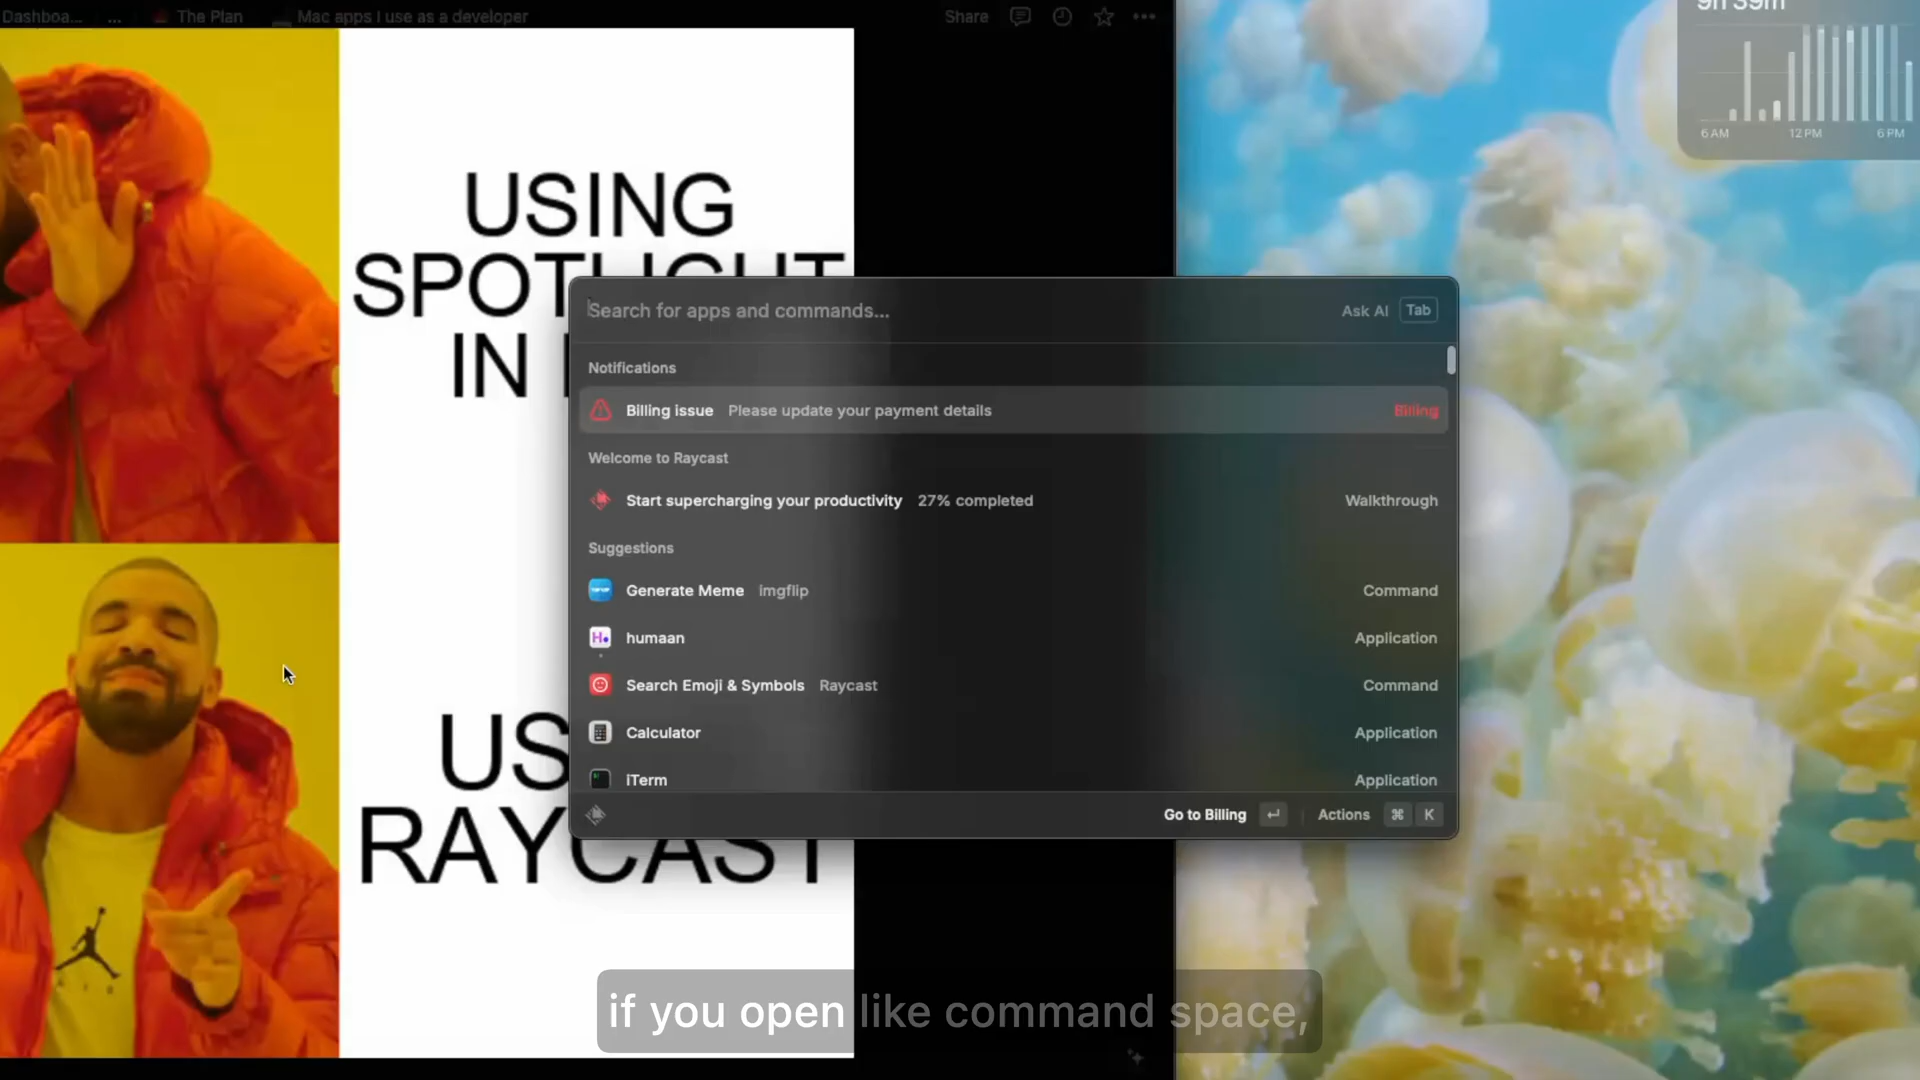 Dashboa... ... The Plan Mac apps I use as a developer Share
9h 39m
6 AM 12 PM 6 PM
USING
SPOTLIGHT
IN
Search for apps and commands... Ask AI Tab
Notifications
Billing issue Please update your payment details Billing
Welcome to Raycast
Start supercharging your productivity 27% completed Walkthrough
Suggestions
Generate Meme imgflip Command
H. humaan Application
Search Emoji & Symbols Raycast Command
Calculator Application
iTerm Application
Go to Billing ↵ Actions ⌘ K
US
RAYCAST
if you open like command space,